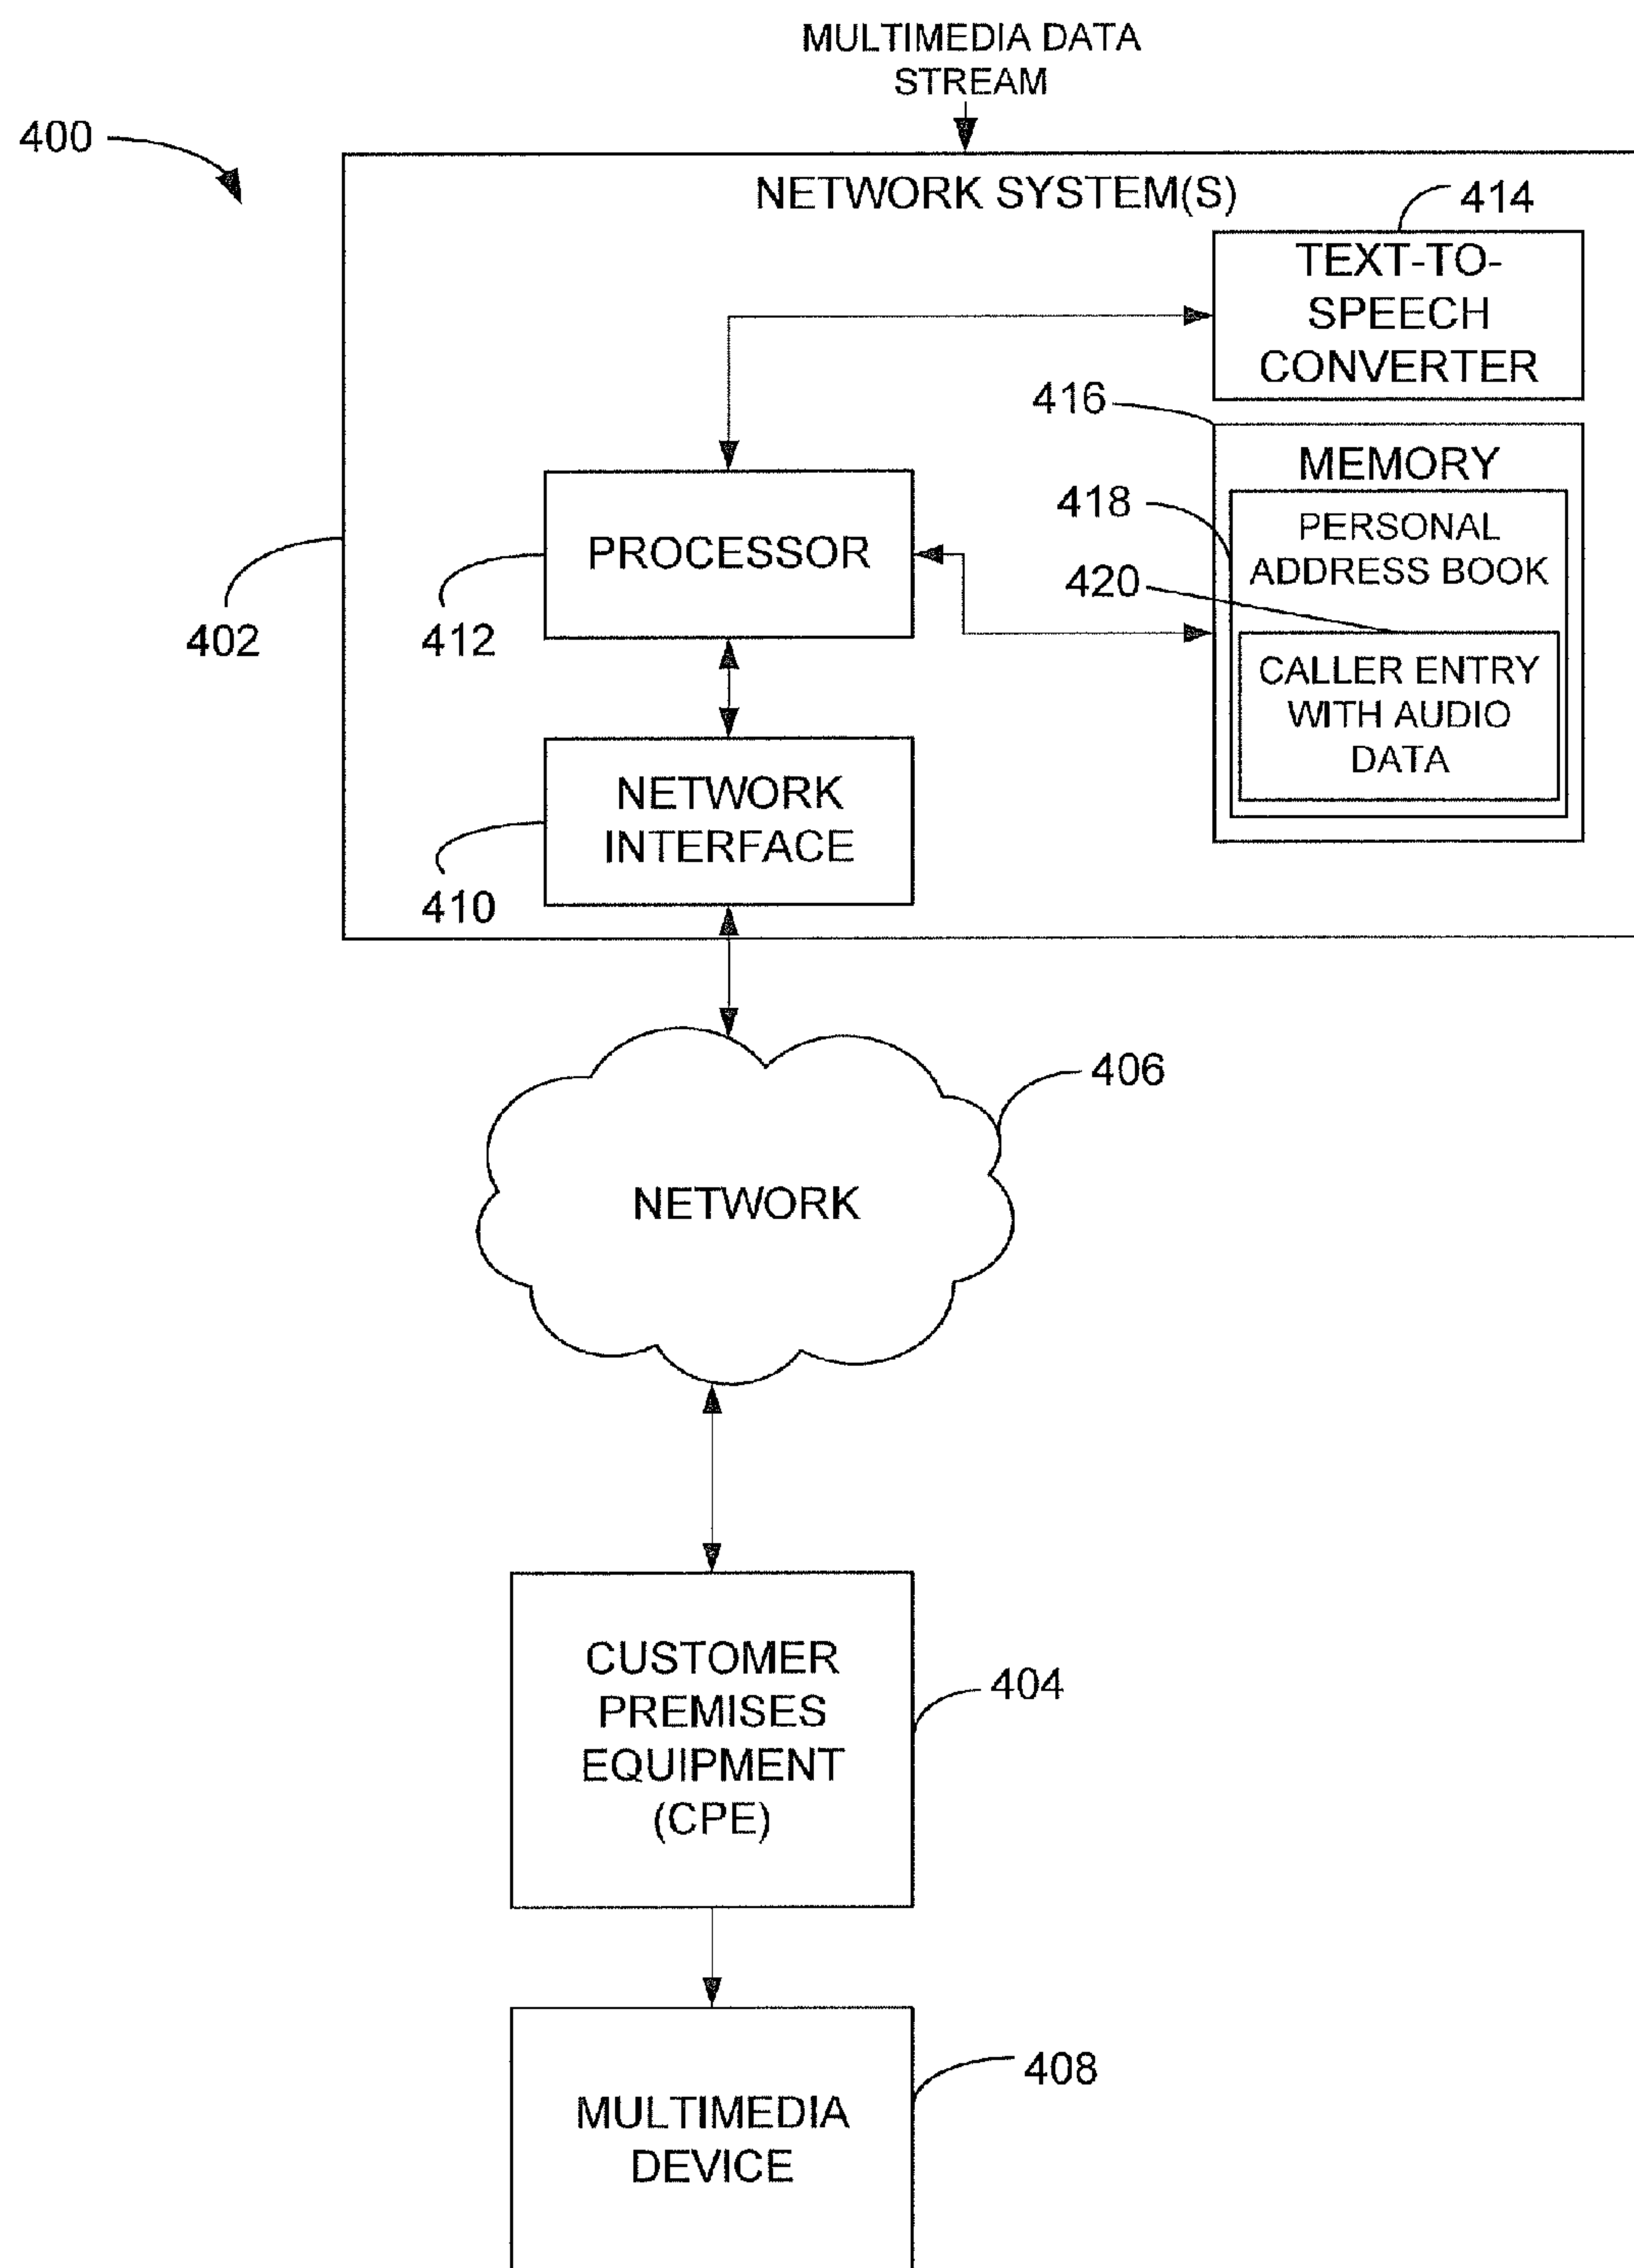 MULTIMEDIA DATA
STREAM
400
NETWORK SYSTEM(S)
414
TEXT-TO-
SPEECH
CONVERTER
416
MEMORY
418
PERSONAL
ADDRESS BOOK
PROCESSOR
420
402
412
CALLER ENTRY
WITH AUDIO
DATA
NETWORK
INTERFACE
410
406
NETWORK
CUSTOMER
PREMISES
EQUIPMENT
(CPE)
404
408
MULTIMEDIA
DEVICE